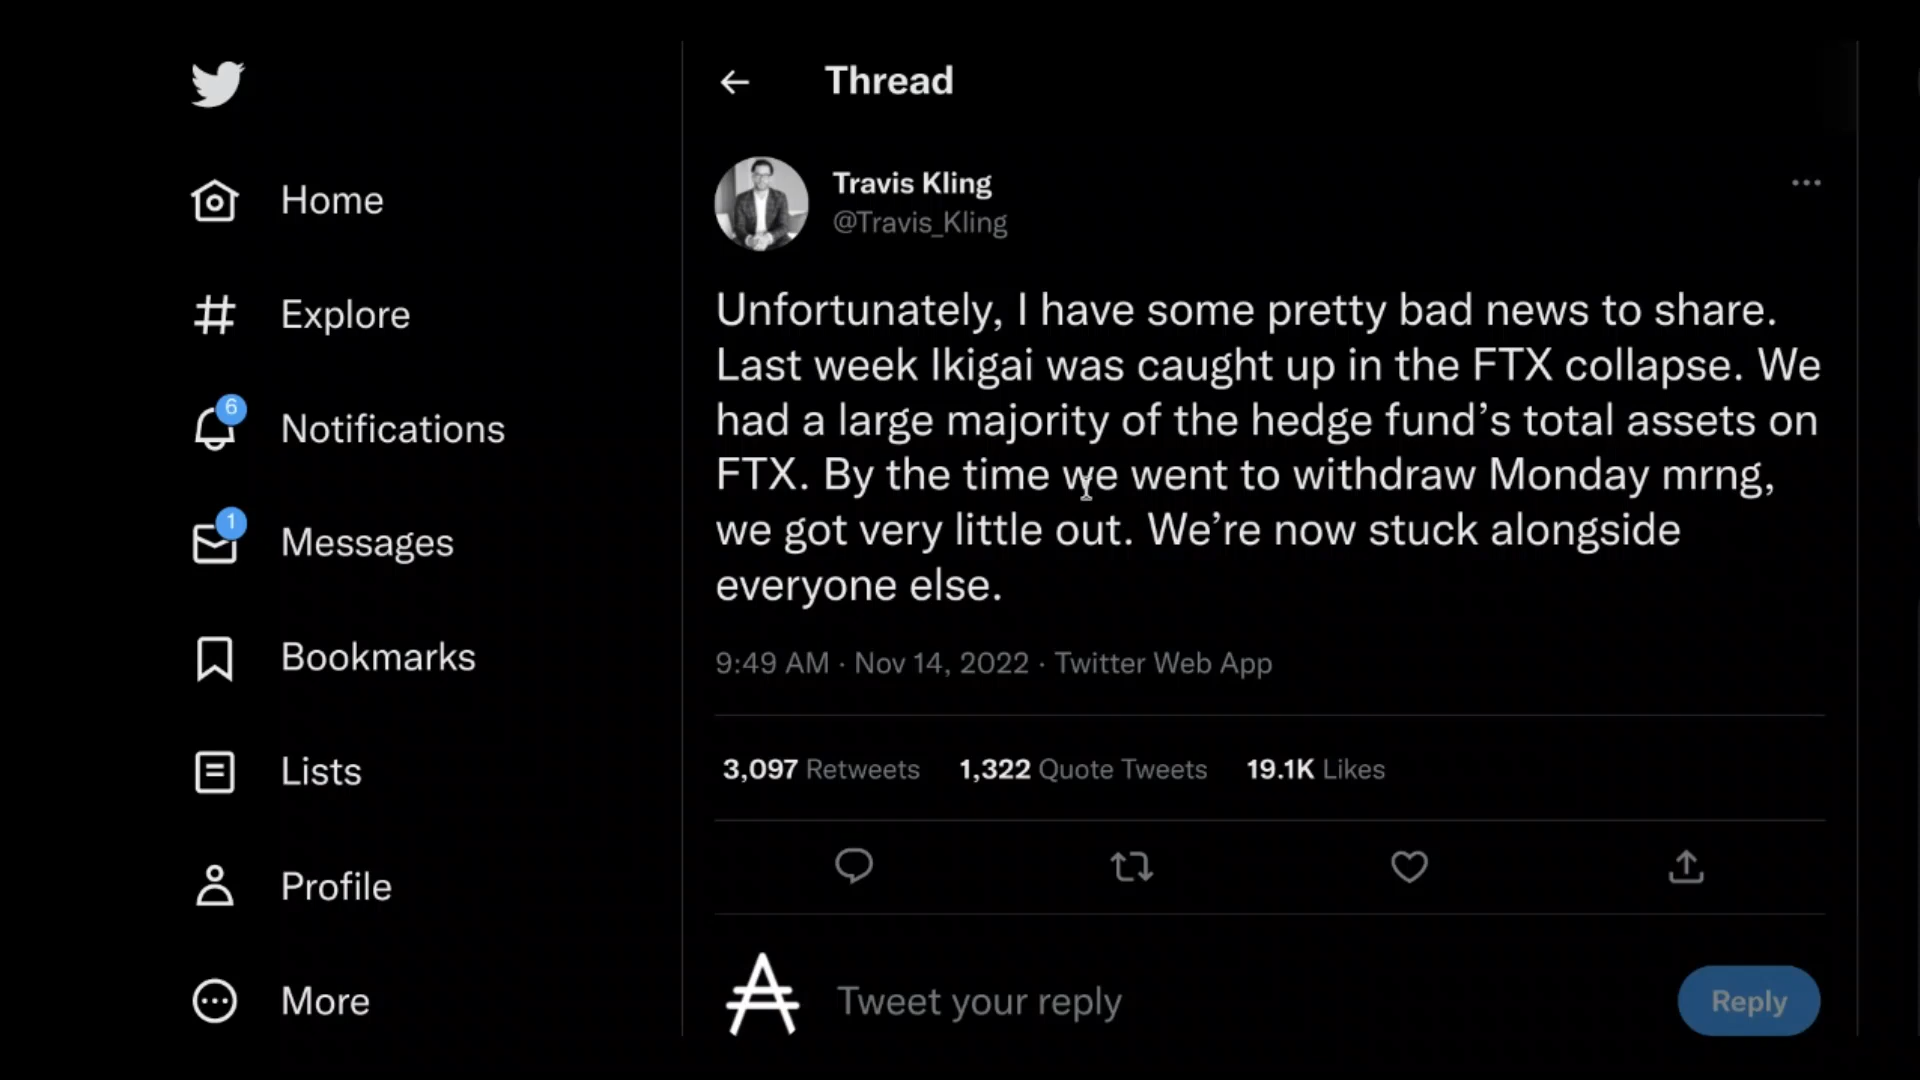 Thread
Home
Explore
6
Notifications
1
Messages
Bookmarks
Lists
Profile
More
Travis Kling
@Travis_Kling
Unfortunately, I have some pretty bad news to share.
Last week Ikigai was caught up in the FTX collapse. We
had a large majority of the hedge fund’s total assets on
FTX. By the time we went to withdraw Monday mrng,
we got very little out. We’re now stuck alongside
everyone else.
9:49 AM · Nov 14, 2022 · Twitter Web App
3,097 Retweets 1,322 Quote Tweets 19.1K Likes
Tweet your reply
Reply